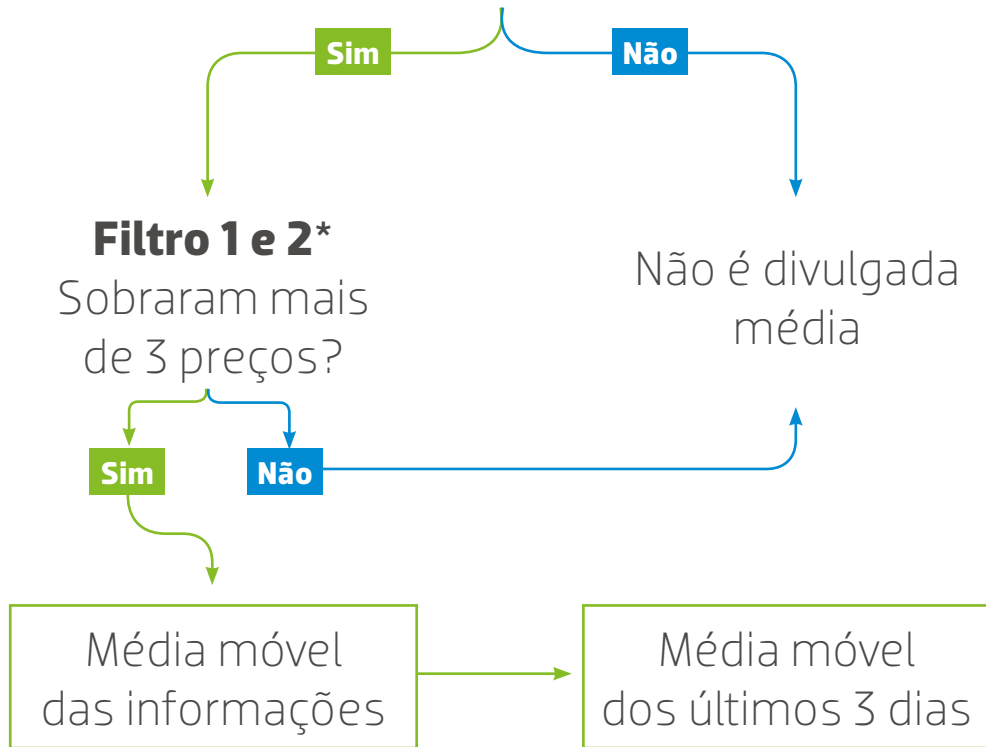 Sim
Não
Filtro 1 e 2*
Sobraram mais
de 3 preços?
Não é divulgada
média
Sim
Não
Média móvel
das informações
Média móvel
dos últimos 3 dias